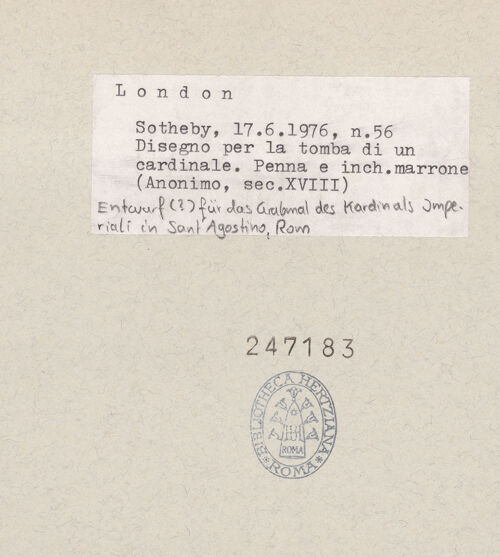 London
Sotheby, 17.6.1976, n.56
Disegno per la tomba di un
cardinale. Penna e inch.marrone
(Anonimo, sec.XVIII)
Entwurf (?) für das Grabmal des Kardinals Impe-
riali in Sant'Agostino, Rom
247183
BIBLIOTHECA HERTZIANA
ROMA
ROMA